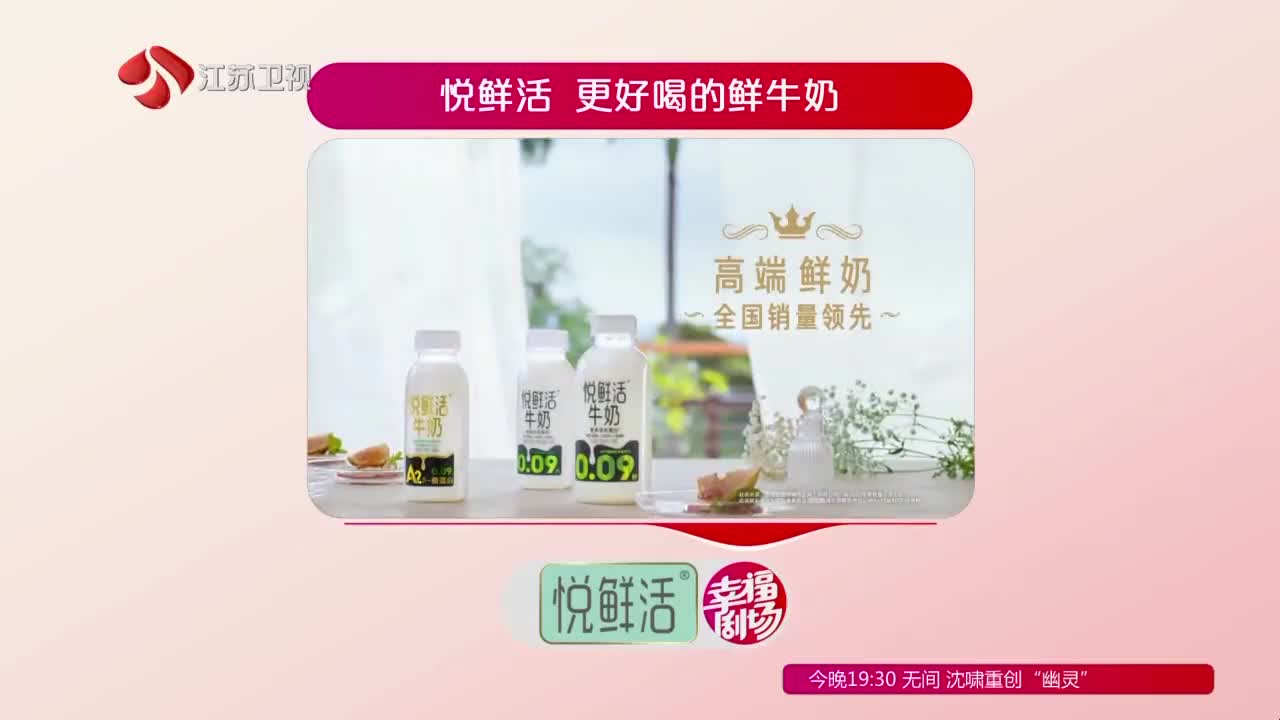 江苏卫视
悦鲜活 更好喝的鲜牛奶
高端鲜奶
全国销量领先
悦鲜活
牛奶
A2
0.09
悦鲜活
牛奶
0.09
悦鲜活
牛奶
0.09
悦鲜活®
幸福
剧场
今晚19:30 无间 沈啸重创“幽灵”